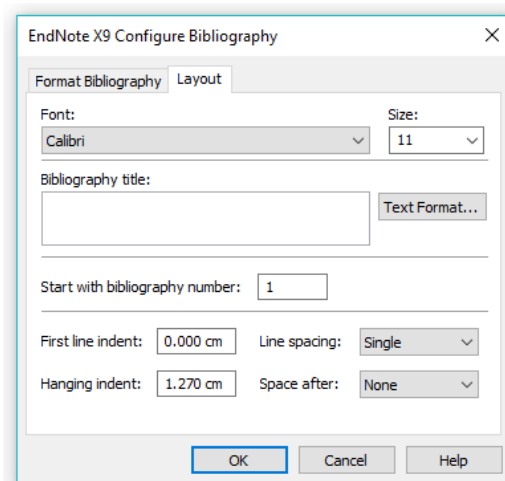 EndNote X9 Configure Bibliography
Format Bibliography Layout
Font: Size:
Calibri 11
Bibliography title:
Text Format...
Start with bibliography number: 1
First line indent: 0.000 cm Line spacing: Single
Hanging indent: 1.270 cm Space after: None
OK Cancel Help